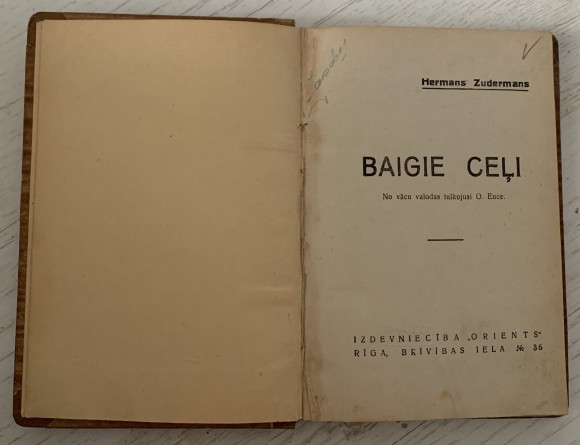 Hermans Zudermans
BAIGIE CEĻI
No vācu valodas tulkojusi O. Ence.
IZDEVNIECĪBA „ORIENTS“
RĪGA, BRĪVĪBAS IELA № 36